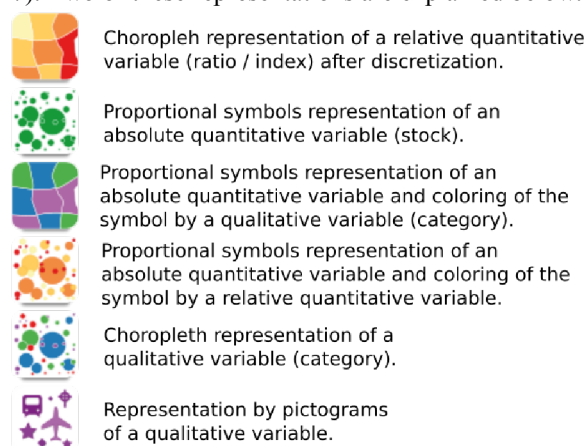 Choropleh representation of a relative quantitative
variable (ratio / index) after discretization.
Proportional symbols representation of an
absolute quantitative variable (stock).
Proportional symbols representation of an
absolute quantitative variable and coloring of the
symbol by a qualitative variable (category).
Proportional symbols representation of an
absolute quantitative variable and coloring of the
symbol by a relative quantitative variable.
Choropleth representation of a
qualitative variable (category).
Representation by pictograms
of a qualitative variable.